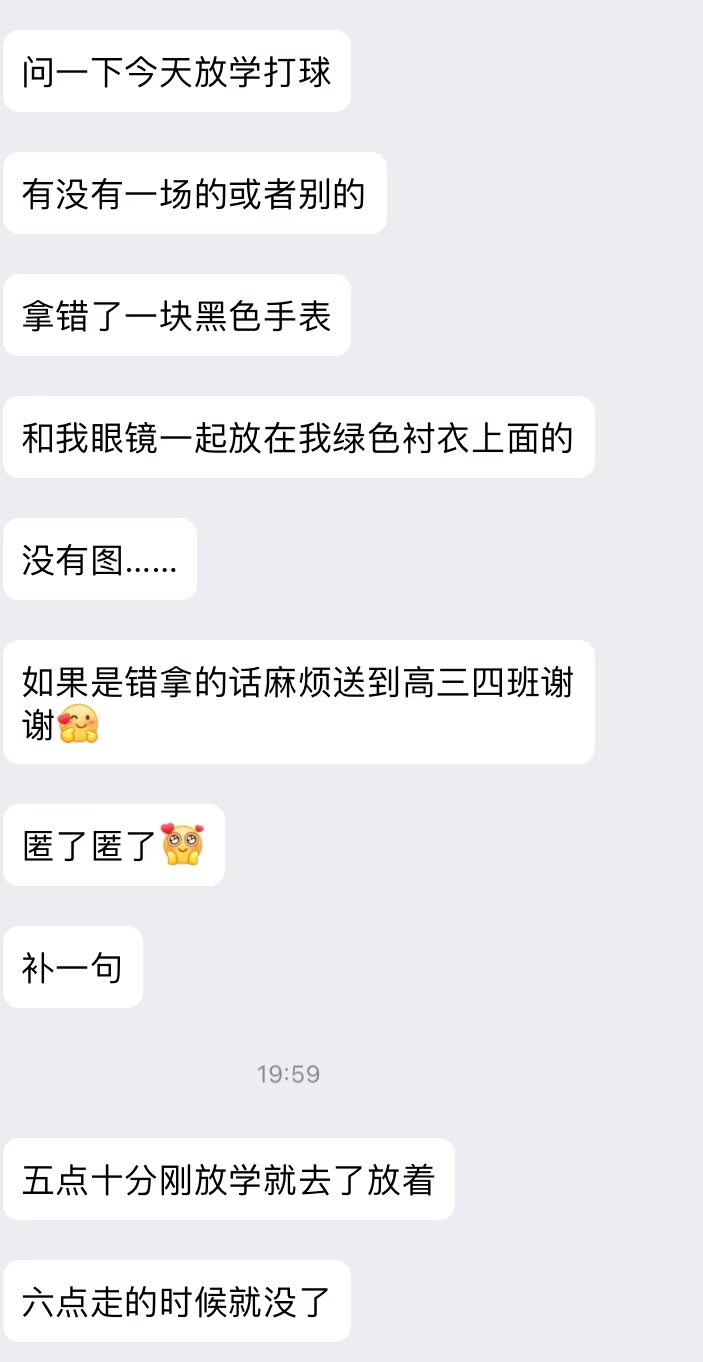 问一下今天放学打球
有没有一场的或者别的
拿错了一块黑色手表
和我眼镜一起放在我绿色衬衣上面的
没有图……
如果是错拿的话麻烦送到高三四班谢
谢
匿了匿了
补一句
19:59
五点十分刚放学就去了放着
六点走的时候就没了